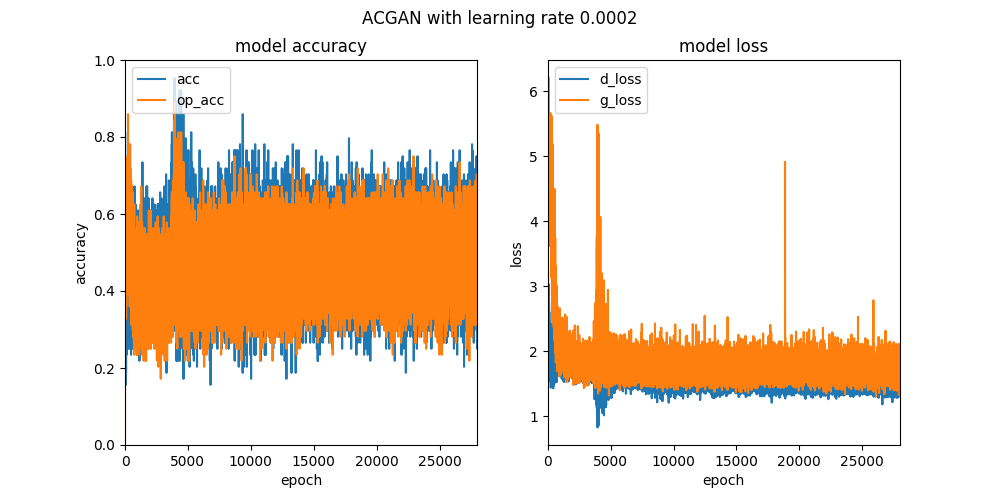 ACGAN with learning rate 0.0002
model accuracy
acc
op_acc
1.0
0.8
0.6
0.4
0.2
0.0
accuracy
0 5000 10000 15000 20000 25000
epoch
model loss
d_loss
g_loss
6
5
4
3
2
1
loss
0 5000 10000 15000 20000 25000
epoch